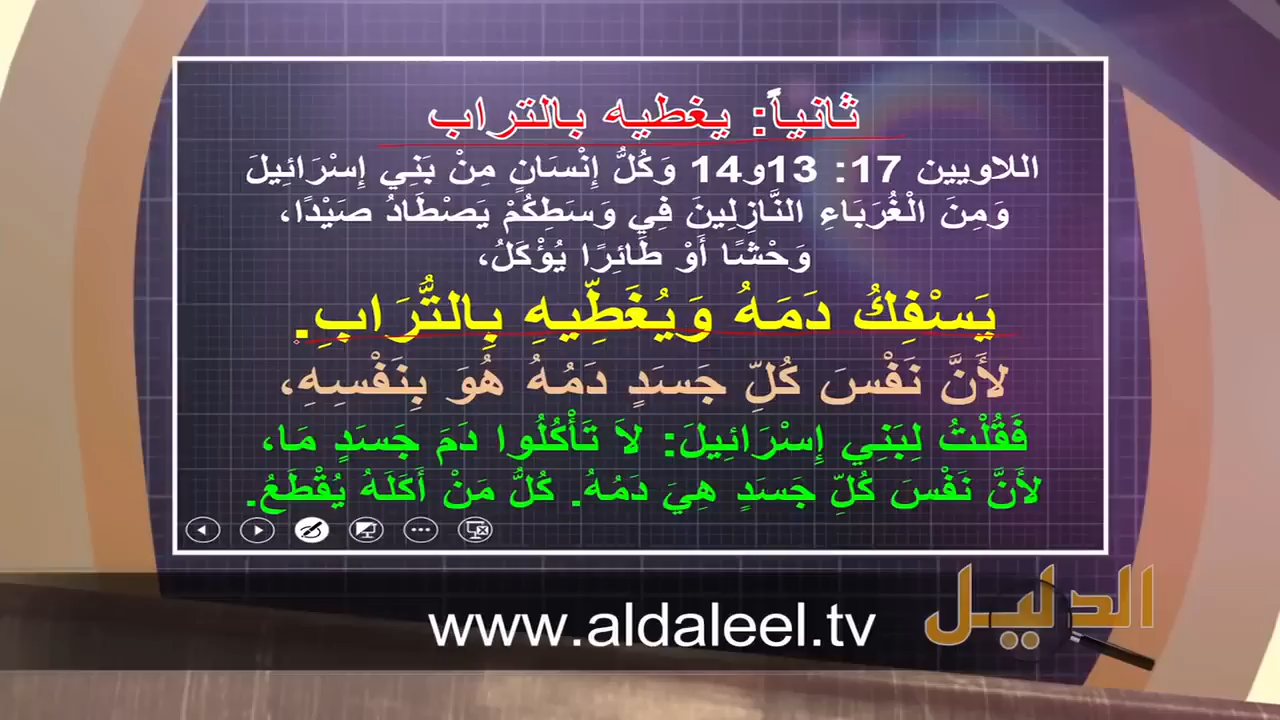 ثانياً: يغطيه بالتراب
اللاويين 17: 13و14 وَكُلُّ إِنْسَانٍ مِنْ بَنِي إِسْرَائِيلَ
وَمِنَ الْغُرَبَاءِ النَّازِلِينَ فِي وَسَطِكُمْ يَصْطَادُ صَيْدًا،
وَحْشًا أَوْ طَائِرًا يُؤْكَلُ،
يَسْفِكُ دَمَهُ وَيُغَطِّيهِ بِالتُّرَابِ.
لأَنَّ نَفْسَ كُلِّ جَسَدٍ دَمُهُ هُوَ بِنَفْسِهِ،
فَقُلْتُ لِبَنِي إِسْرَائِيلَ: لاَ تَأْكُلُوا دَمَ جَسَدٍ مَا،
لأَنَّ نَفْسَ كُلِّ جَسَدٍ هِيَ دَمُهُ. كُلُّ مَنْ أَكَلَهُ يُقْطَعُ.
الدليل
www.aldaleel.tv